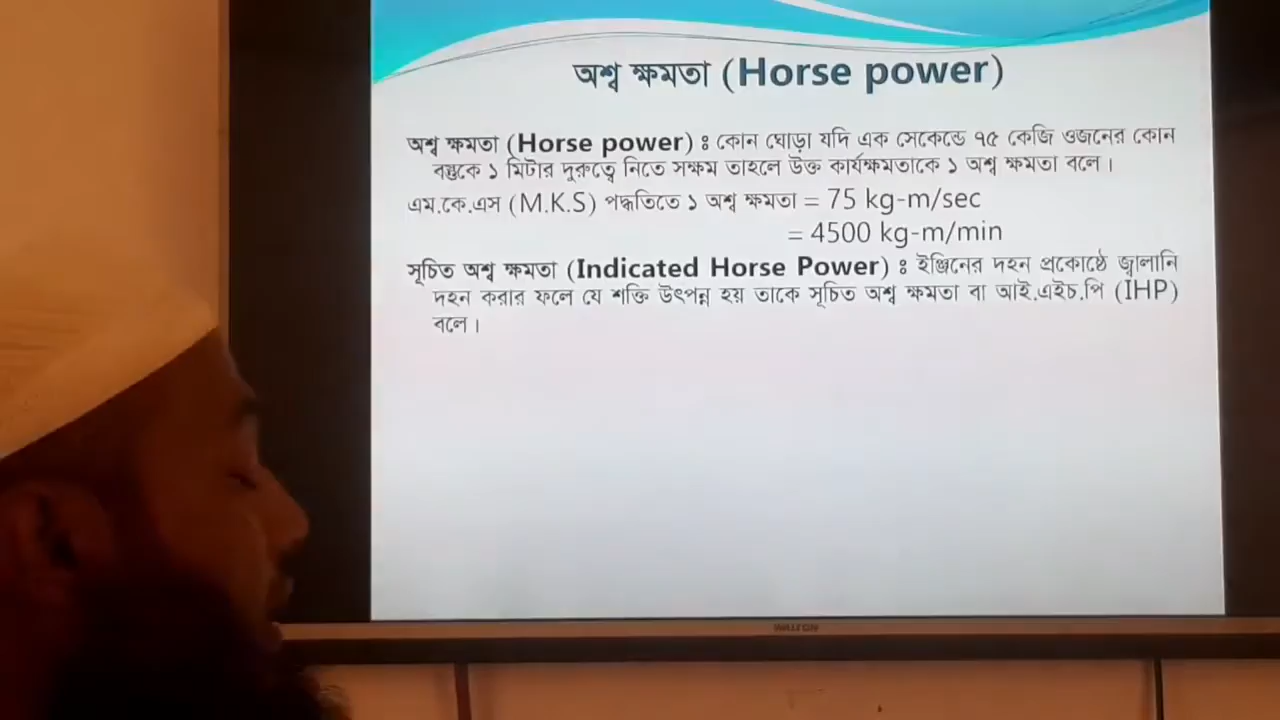 অশ্ব ক্ষমতা (Horse power)
অশ্ব ক্ষমতা (Horse power) ঃ কোন ঘোড়া যদি এক সেকেন্ডে ৭৫ কেজি ওজনের কোন
বস্তুকে ১ মিটার দুরুত্বে নিতে সক্ষম তাহলে উক্ত কার্যক্ষমতাকে ১ অশ্ব ক্ষমতা বলে।
এম.কে.এস (M.K.S) পদ্ধতিতে ১ অশ্ব ক্ষমতা = 75 kg-m/sec
= 4500 kg-m/min
সূচিত অশ্ব ক্ষমতা (Indicated Horse Power) ঃ ইঞ্জিনের দহন প্রকোষ্ঠে জ্বালানি
দহন করার ফলে যে শক্তি উৎপন্ন হয় তাকে সূচিত অশ্ব ক্ষমতা বা আই.এইচ.পি (IHP)
বলে।
WALTON